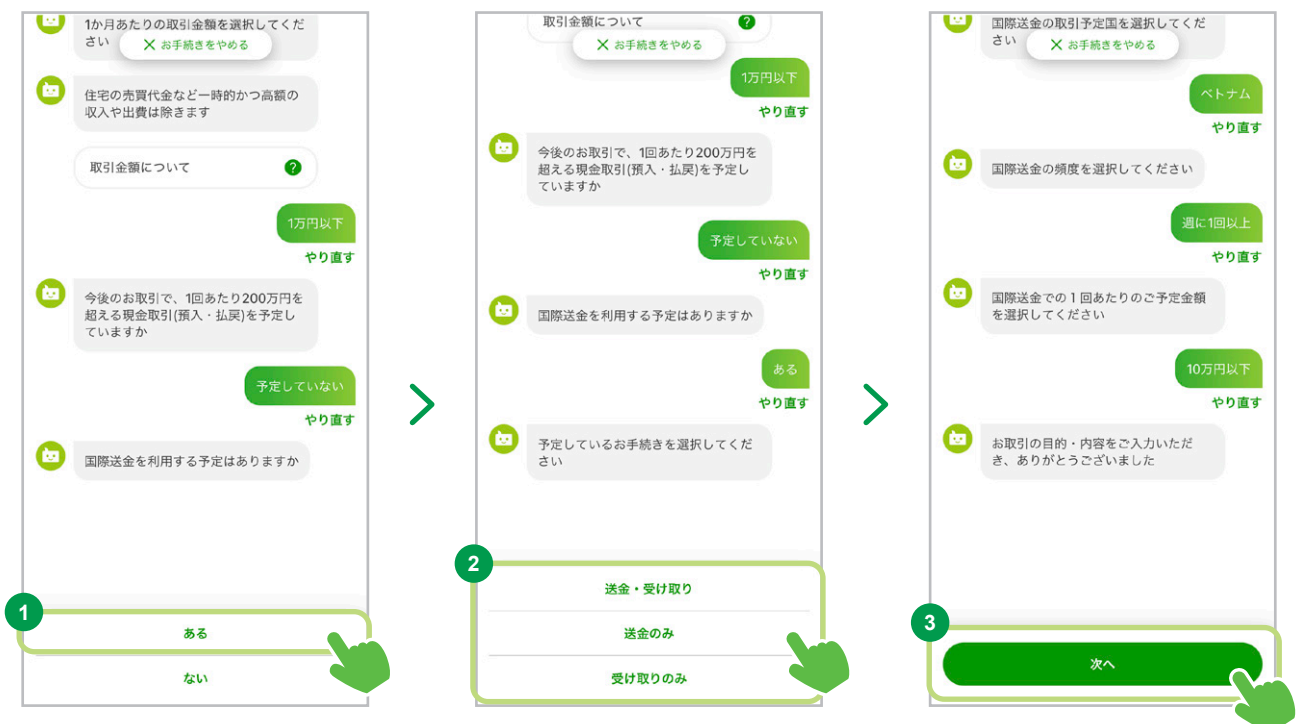 1か月あたりの取引金額を選択してくだ
さい
× お手続きをやめる
住宅の売買代金など一時的かつ高額の
収入や出費は除きます
取引金額について ?
1万円以下
やり直す
今後のお取引で、1回あたり200万円を
超える現金取引(預入・払戻)を予定し
ていますか
予定していない
やり直す
国際送金を利用する予定はありますか
1
ある
ない
取引金額について ?
× お手続きをやめる
1万円以下
やり直す
今後のお取引で、1回あたり200万円を
超える現金取引(預入・払戻)を予定し
ていますか
予定していない
やり直す
国際送金を利用する予定はありますか
ある
やり直す
予定しているお手続きを選択してくだ
さい
2
送金・受け取り
送金のみ
受け取りのみ
国際送金の取引予定国を選択してくだ
さい
× お手続きをやめる
ベトナム
やり直す
国際送金の頻度を選択してください
週に1回以上
やり直す
国際送金での1回あたりのご予定金額
を選択してください
10万円以下
やり直す
お取引の目的・内容をご入力いただ
き、ありがとうございました
3
次へ